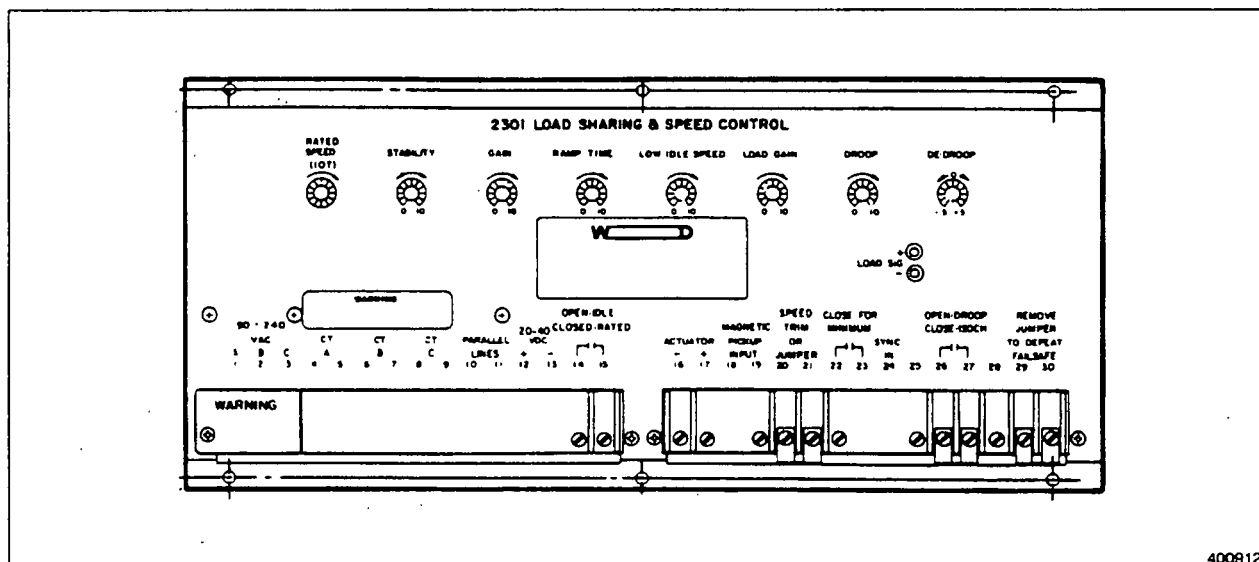 2301 LOAD SHARING & SPEED CONTROL
RATED SPEED (10T)
STABILITY
GAIN
RAMP TIME
LOW IDLE SPEED
LOAD GAIN
DROOP
DE-DROOP
0
0 10
0 10
0 10
0 10
0 10
0 10
-5 +5
W D
LOAD SIG
+
-
WARNING
90 - 240 VAC
A B C
CT A
CT B
CT C
PARALLEL LINES
20-40 VDC
+ -
OPEN-IDLE
CLOSED-RATED
1 2 3 4 5 6 7 8 9 10 11 12 13 14 15
ACTUATOR
- +
MAGNETIC PICKUP INPUT
SPEED TRIM OR JUMPER
CLOSE FOR MINIMUM
SYNC IN
OPEN-DROOP
CLOSE-ISOCH
REMOVE JUMPER TO DEFEAT FAILSAFE
16 17 18 19 20 21 22 23 24 25 26 27 28 29 30
WARNING
400912